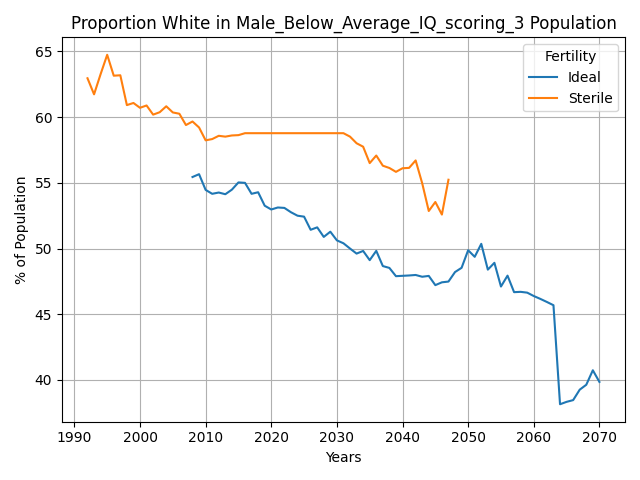 Proportion White in Male_Below_Average_IQ_scoring_3 Population
Fertility
Ideal
Sterile
% of Population
65
60
55
50
45
40
1990 2000 2010 2020 2030 2040 2050 2060 2070
Years